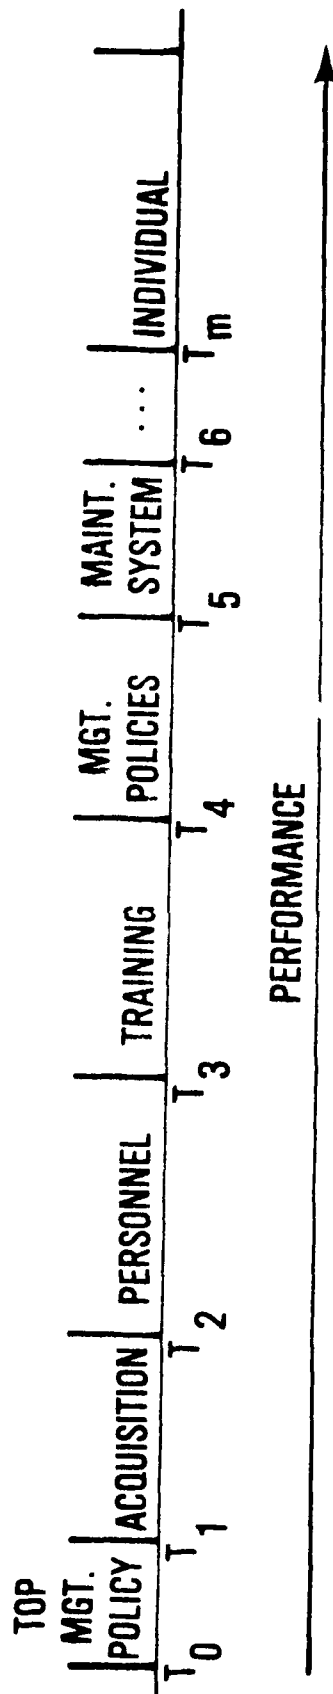 TOP
MGT.
POLICY
ACQUISITION
PERSONNEL
TRAINING
MGT.
POLICIES
MAINT.
SYSTEM
...
INDIVIDUAL
T0
T1
T2
T3
T4
T5
T6
Tm
PERFORMANCE